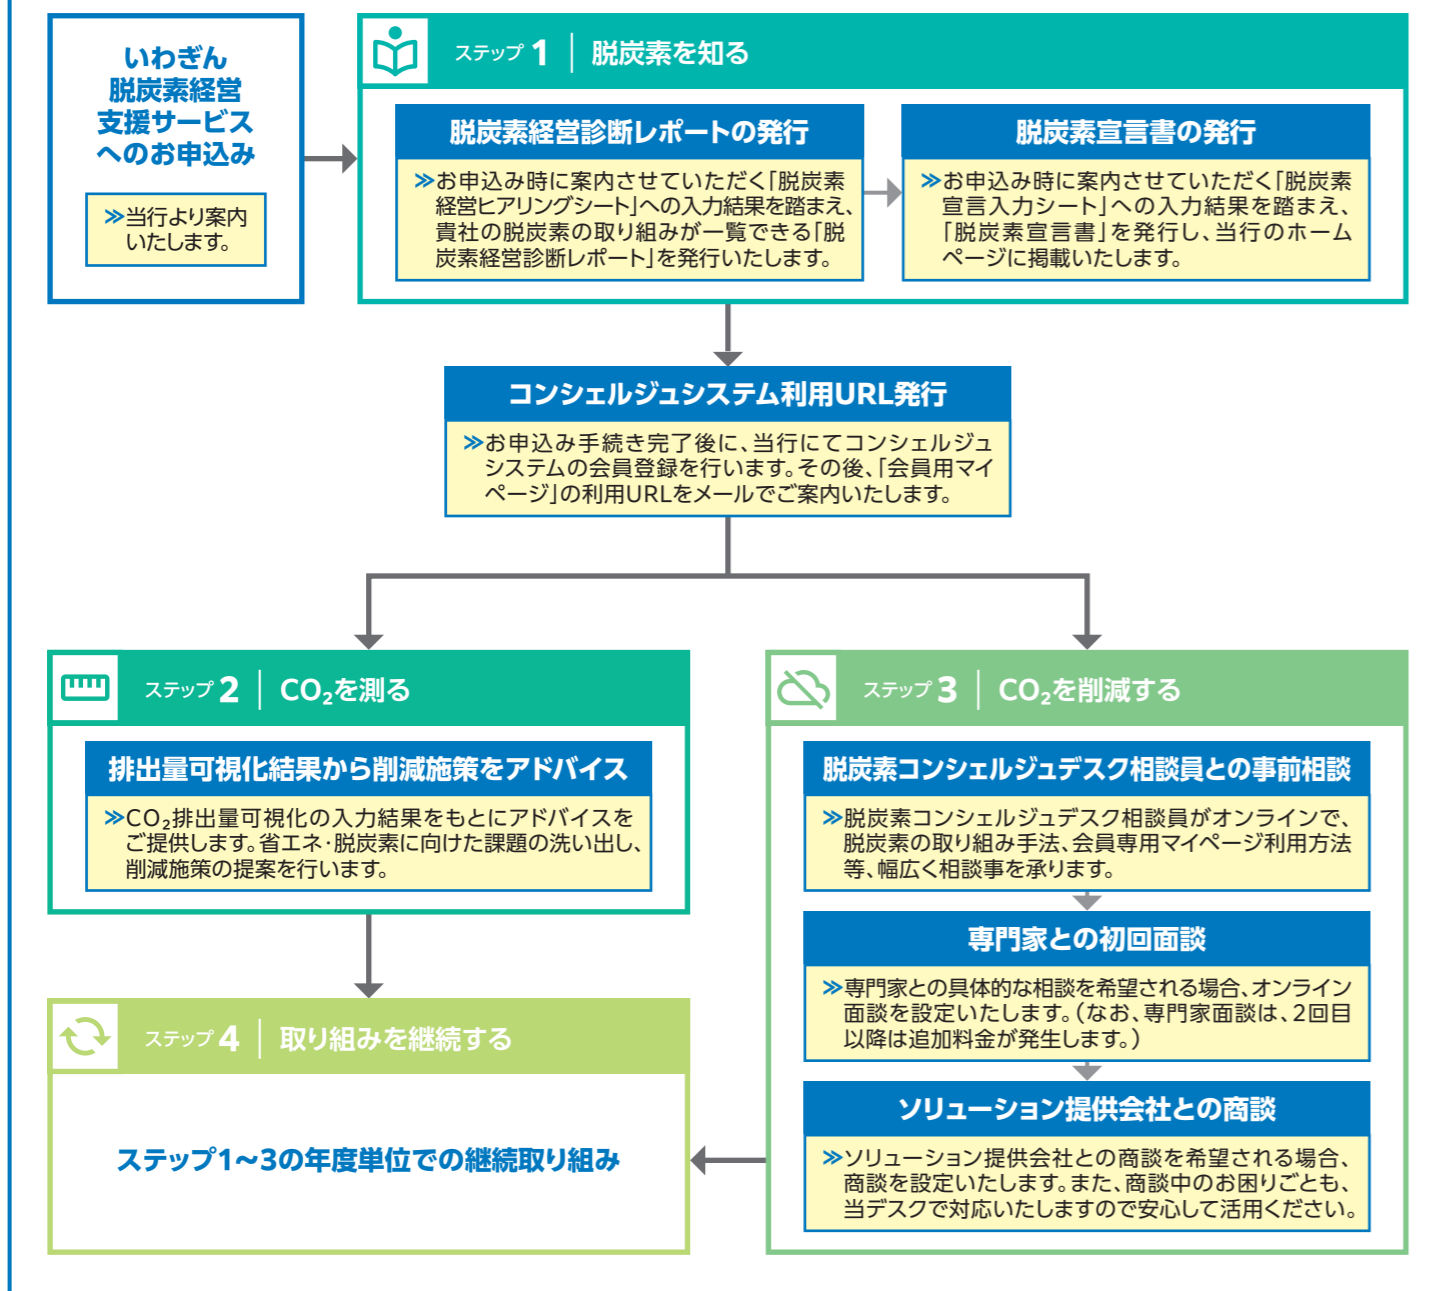 いわぎん
脱炭素経営
支援サービス
へのお申込み
≫当行より案内
いたします。
ステップ 1 | 脱炭素を知る
脱炭素経営診断レポートの発行
≫お申込み時に案内させていただく「脱炭素
経営ヒアリングシート」への入力結果を踏まえ、
貴社の脱炭素の取り組みが一覧できる「脱
炭素経営診断レポート」を発行いたします。
脱炭素宣言書の発行
≫お申込み時に案内させていただく「脱炭素
宣言入力シート」への入力結果を踏まえ、
「脱炭素宣言書」を発行し、当行のホーム
ページに掲載いたします。
コンシェルジュシステム利用URL発行
≫お申込み手続き完了後に、当行にてコンシェルジュ
システムの会員登録を行います。その後、「会員用マイ
ページ」の利用URLをメールでご案内いたします。
ステップ 2 | CO₂を測る
排出量可視化結果から削減施策をアドバイス
≫CO₂排出量可視化の入力結果をもとにアドバイスを
ご提供します。省エネ・脱炭素に向けた課題の洗い出し、
削減施策の提案を行います。
ステップ 3 | CO₂を削減する
脱炭素コンシェルジュデスク相談員との事前相談
≫脱炭素コンシェルジュデスク相談員がオンラインで、
脱炭素の取り組み手法、会員専用マイページ利用方法
等、幅広く相談事を承ります。
専門家との初回面談
≫専門家との具体的な相談を希望される場合、オンライン
面談を設定いたします。(なお、専門家面談は、2回目
以降は追加料金が発生します。)
ソリューション提供会社との商談
≫ソリューション提供会社との商談を希望される場合、
商談を設定いたします。また、商談中のお困りごとも、
当デスクで対応いたしますので安心して活用ください。
ステップ 4 | 取り組みを継続する
ステップ1〜3の年度単位での継続取り組み